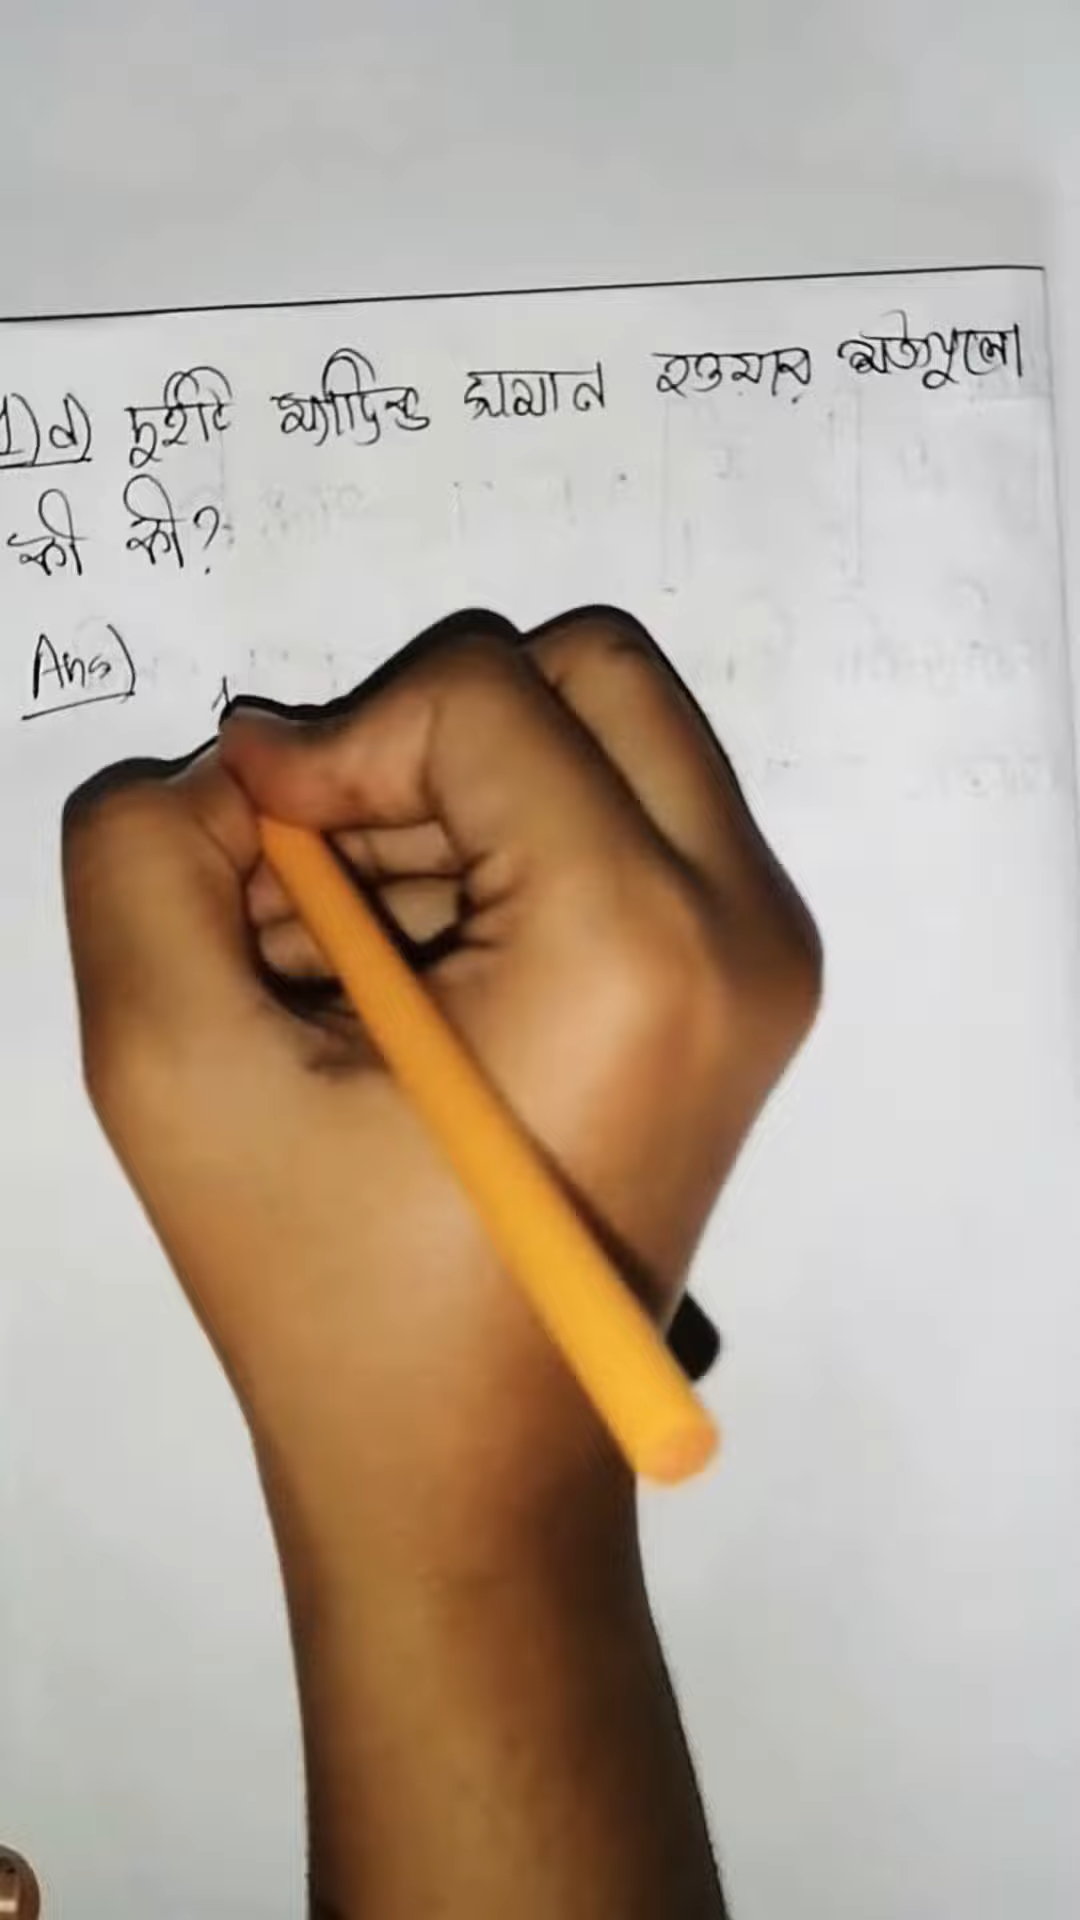 1)d) দুইটি ম্যাট্রিক্স সমান হওয়ার শর্তগুলো
কী কী?
Ans)